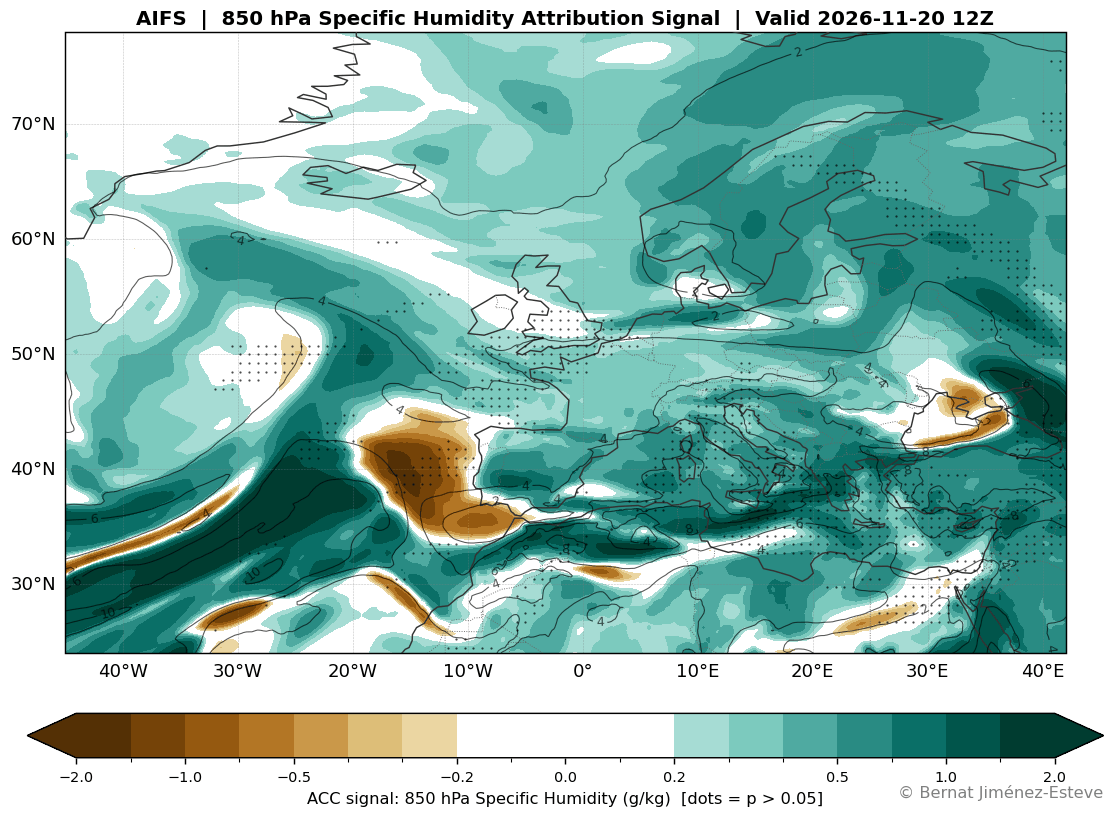 AIFS | 850 hPa Specific Humidity Attribution Signal | Valid 2026-11-20 12Z
70°N
60°N
50°N
40°N
30°N
40°W 30°W 20°W 10°W 0° 10°E 20°E 30°E 40°E
−2.0 −1.0 −0.5 −0.2 0.0 0.2 0.5 1.0 2.0
ACC signal: 850 hPa Specific Humidity (g/kg) [dots = p > 0.05]
© Bernat Jiménez-Esteve